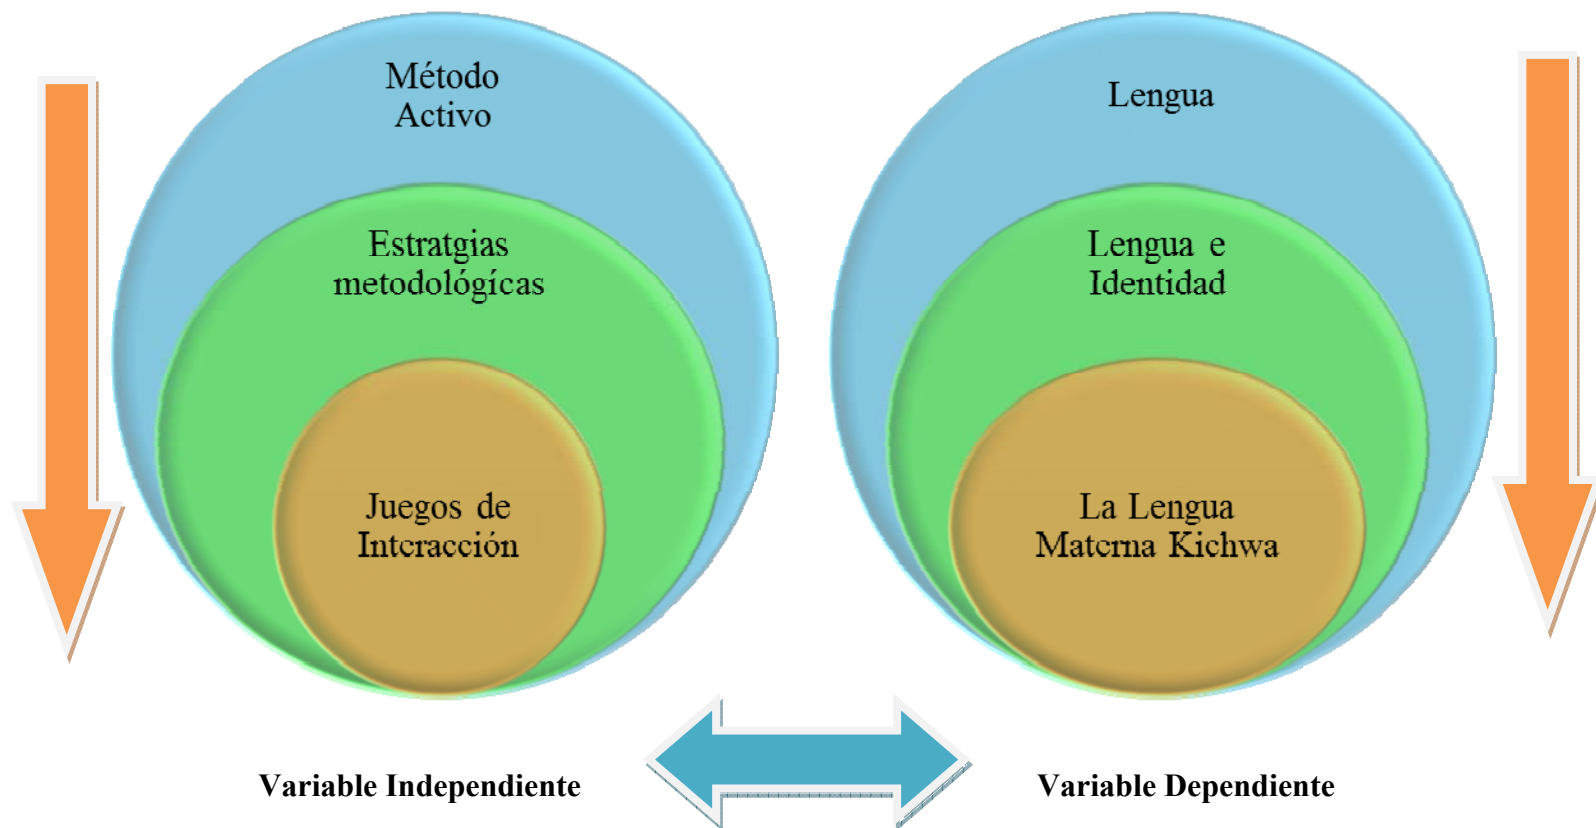 Método
Activo
Estratgias
metodológícas
Juegos de
Interacción
Lengua
Lengua e
Identidad
La Lengua
Materna Kichwa
Variable Independiente
Variable Dependiente